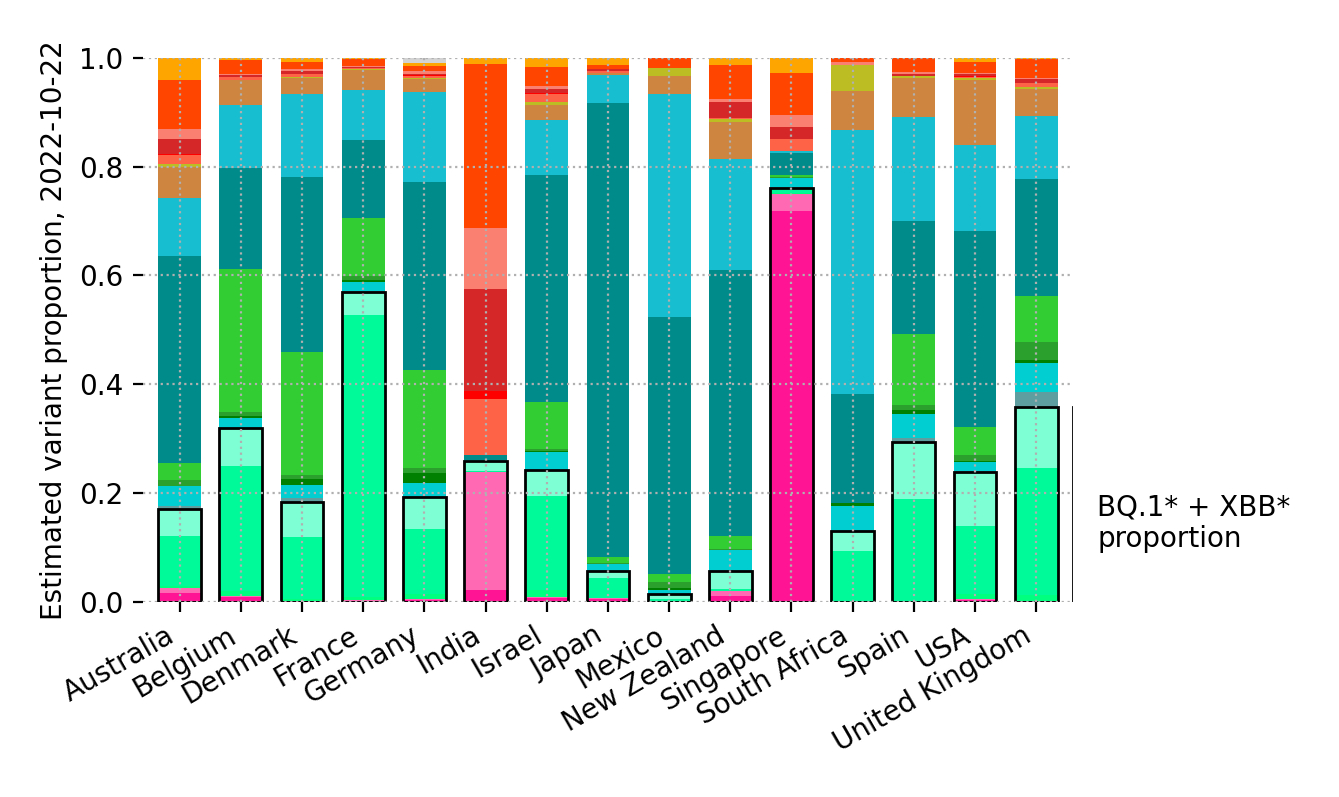 Estimated variant proportion, 2022-10-22
1.0
0.8
0.6
0.4
0.2
0.0
Australia
Belgium
Denmark
France
Germany
India
Israel
Japan
Mexico
New Zealand
Singapore
South Africa
Spain
USA
United Kingdom
BQ.1* + XBB*
proportion